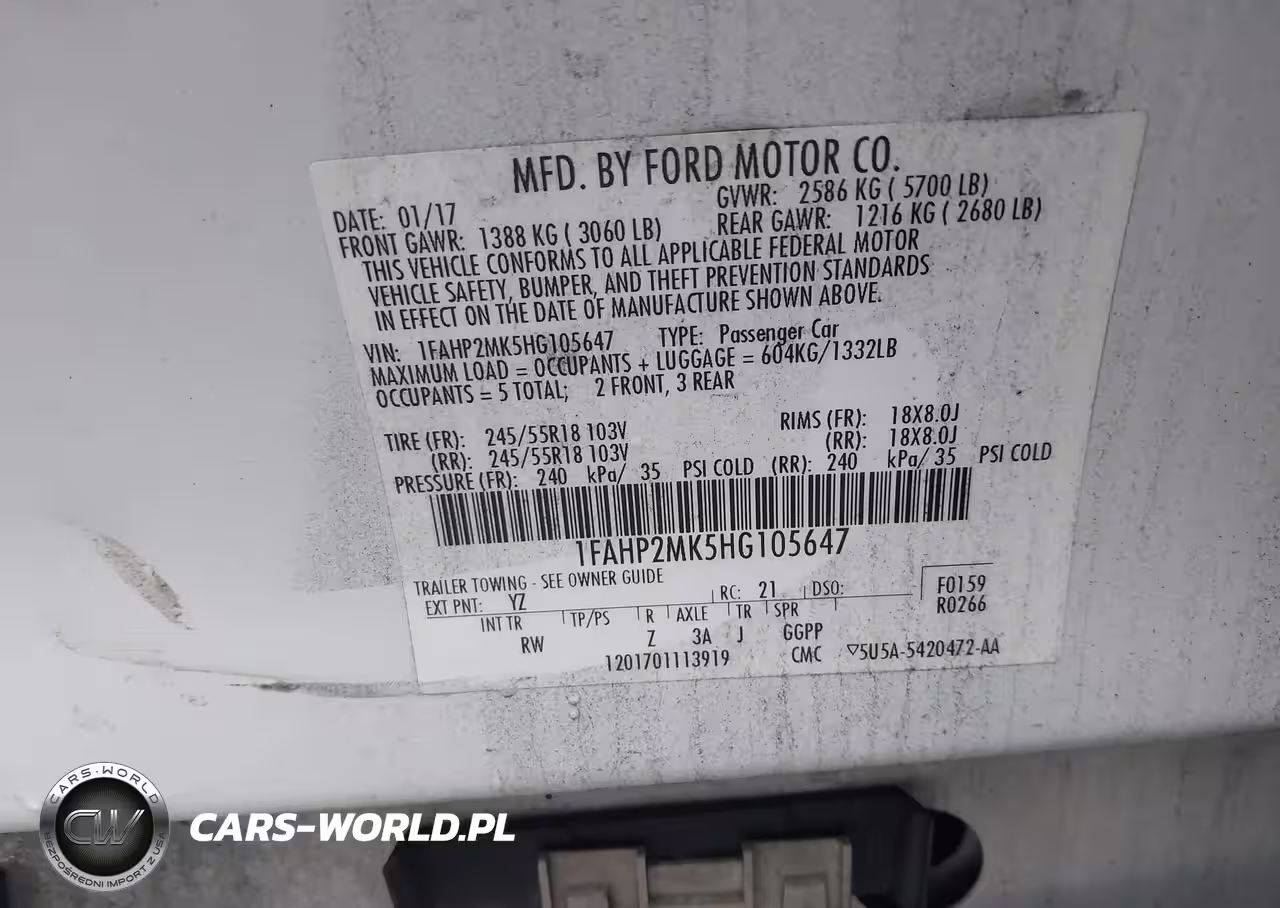 MFD. BY FORD MOTOR CO.
DATE: 01/17 GVWR: 2586 KG ( 5700 LB)
FRONT GAWR: 1388 KG ( 3060 LB) REAR GAWR: 1216 KG ( 2680 LB)
THIS VEHICLE CONFORMS TO ALL APPLICABLE FEDERAL MOTOR
VEHICLE SAFETY, BUMPER, AND THEFT PREVENTION STANDARDS
IN EFFECT ON THE DATE OF MANUFACTURE SHOWN ABOVE.
VIN: 1FAHP2MK5HG105647 TYPE: Passenger Car
MAXIMUM LOAD = OCCUPANTS + LUGGAGE = 604KG/1332LB
OCCUPANTS = 5 TOTAL; 2 FRONT, 3 REAR
TIRE (FR): 245/55R18 103V RIMS (FR): 18X8.0J
(RR): 245/55R18 103V (RR): 18X8.0J
PRESSURE (FR): 240 kPa/ 35 PSI COLD (RR): 240 kPa/ 35 PSI COLD
1FAHP2MK5HG105647
TRAILER TOWING - SEE OWNER GUIDE
EXT PNT: YZ RC: 21 DSO: F0159
INT TR TP/PS R AXLE TR SPR R0266
RW Z 3A J GGPP
1201701113919 CMC ▽5U5A-5420472-AA
CARS-WORLD
CW
BEZPOŚREDNI IMPORT Z USA
CARS-WORLD.PL